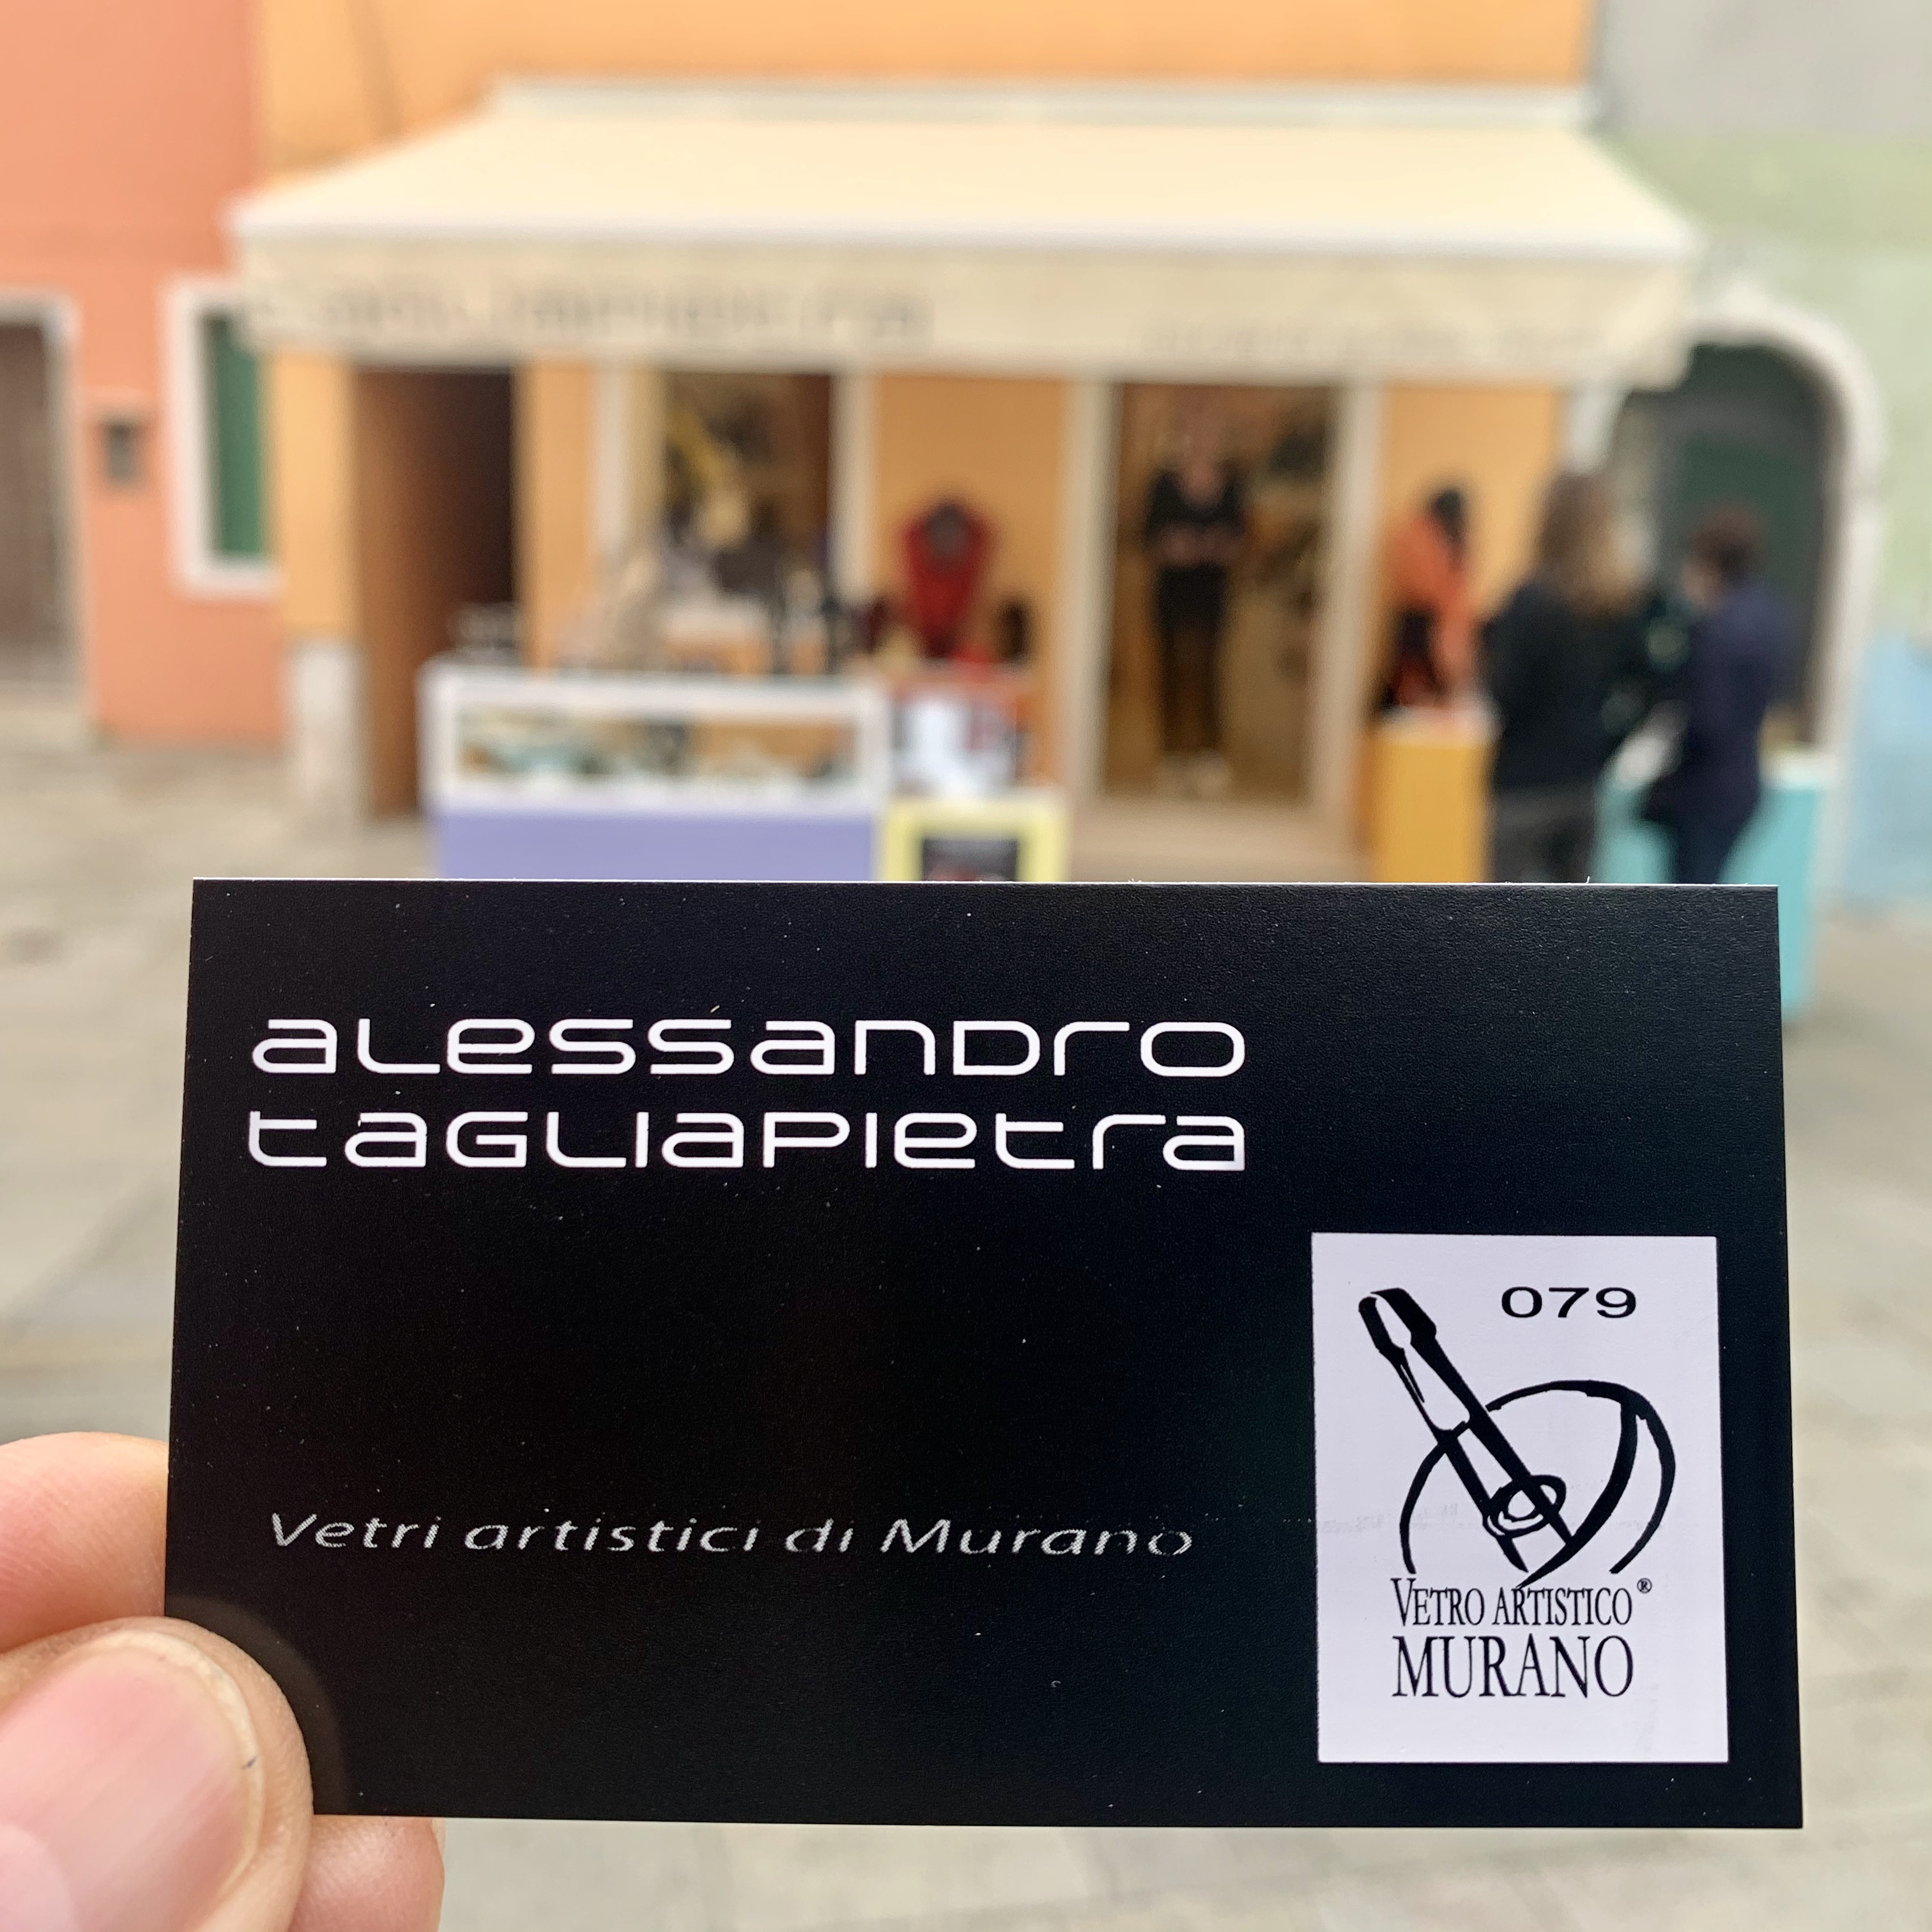 alessandro
tagliapietra
Vetri artistici di Murano
079
VETRO ARTISTICO®
MURANO